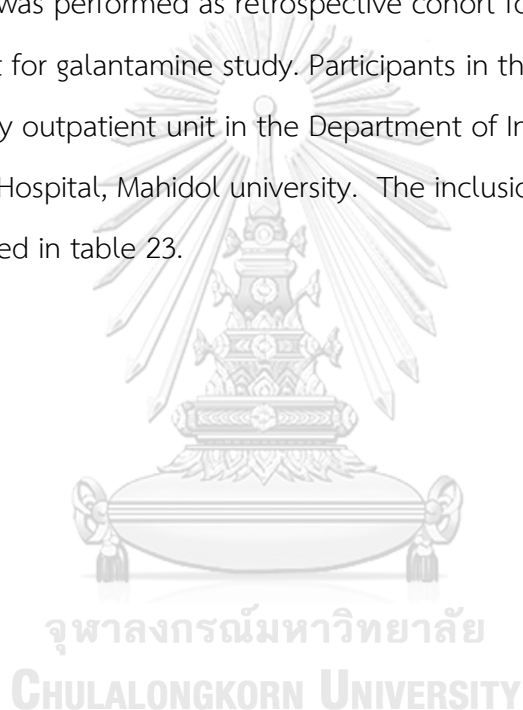 was performed as retrospective cohort fo
t for galantamine study. Participants in th
y outpatient unit in the Department of In
Hospital, Mahidol university. The inclusio
ed in table 23.
จุฬาลงกรณ์มหาวิทยาลัย
CHULALONGKORN UNIVERSITY